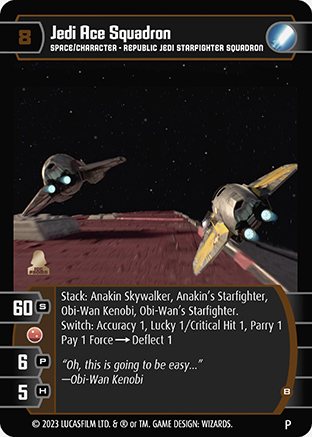 8
Jedi Ace Squadron
SPACE/CHARACTER - REPUBLIC JEDI STARFIGHTER SQUADRON
60 S
6 P
5 H
Stack: Anakin Skywalker, Anakin's Starfighter,
Obi-Wan Kenobi, Obi-Wan's Starfighter.
Switch: Accuracy 1, Lucky 1/Critical Hit 1, Parry 1
Pay 1 Force → Deflect 1
“Oh, this is going to be easy...”
—Obi-Wan Kenobi
B
© 2023 LUCASFILM LTD. & ® or TM. GAME DESIGN: WIZARDS.
P